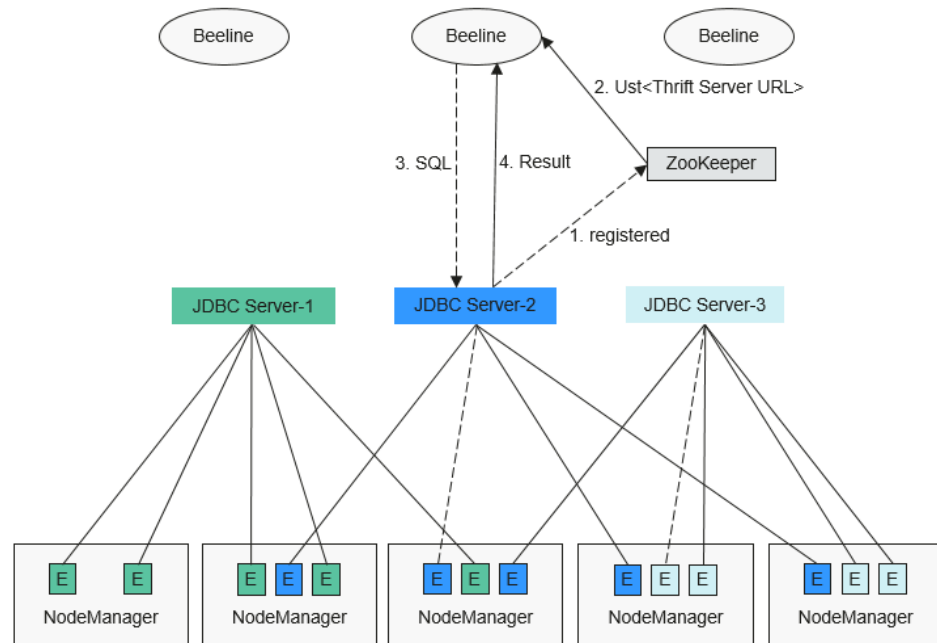 Beeline
Beeline
Beeline
2. Ust<Thrift Server URL>
3. SQL
4. Result
ZooKeeper
1. registered
JDBC Server-1
JDBC Server-2
JDBC Server-3
E
E
E
E
E
E
E
E
E
E
E
E
E
E
NodeManager
NodeManager
NodeManager
NodeManager
NodeManager